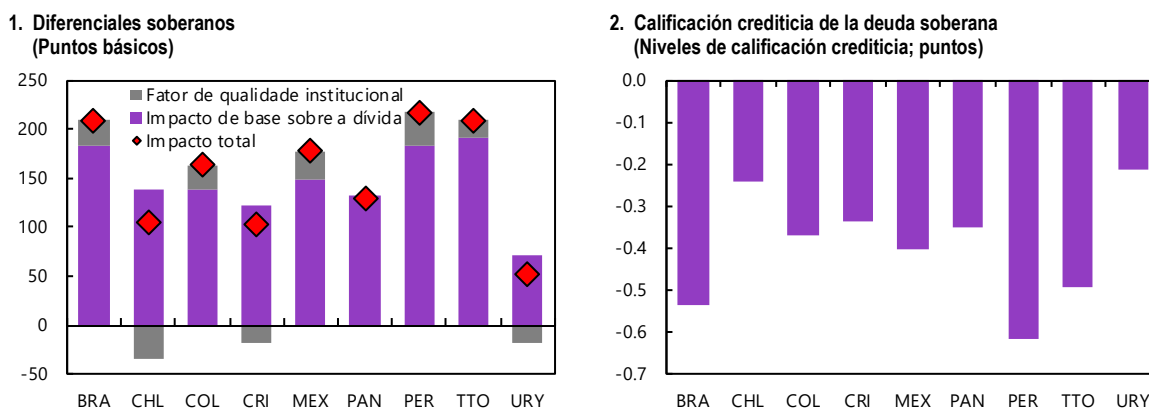 1. Diferenciales soberanos
(Puntos básicos)
250
200
150
100
50
0
-50
Fator de qualidade institucional
Impacto de base sobre a dívida
Impacto total
BRA CHL COL CRI MEX PAN PER TTO URY
2. Calificación crediticia de la deuda soberana
(Niveles de calificación crediticia; puntos)
0.0
-0.1
-0.2
-0.3
-0.4
-0.5
-0.6
-0.7
BRA CHL COL CRI MEX PAN PER TTO URY